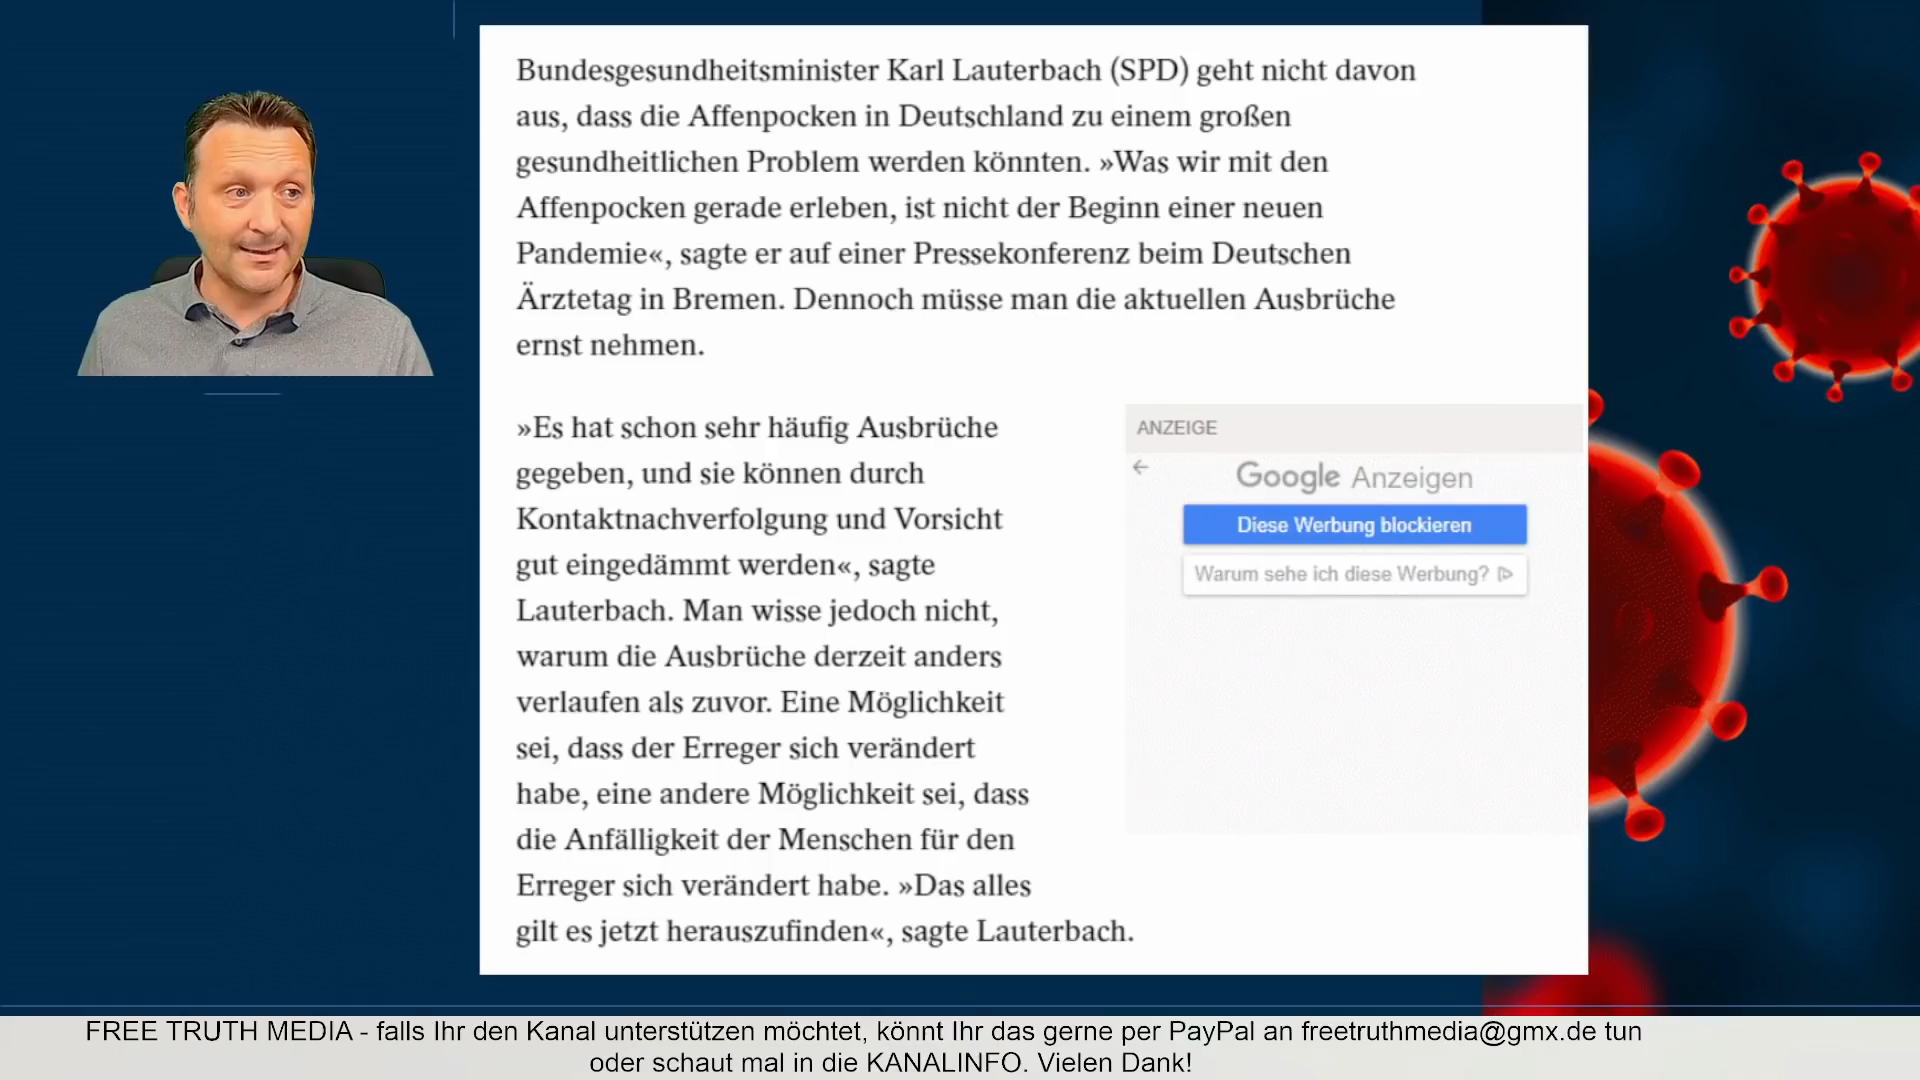 Bundesgesundheitsminister Karl Lauterbach (SPD) geht nicht davon
aus, dass die Affenpocken in Deutschland zu einem großen
gesundheitlichen Problem werden könnten. »Was wir mit den
Affenpocken gerade erleben, ist nicht der Beginn einer neuen
Pandemie«, sagte er auf einer Pressekonferenz beim Deutschen
Ärztetag in Bremen. Dennoch müsse man die aktuellen Ausbrüche
ernst nehmen.
»Es hat schon sehr häufig Ausbrüche
gegeben, und sie können durch
Kontaktnachverfolgung und Vorsicht
gut eingedämmt werden«, sagte
Lauterbach. Man wisse jedoch nicht,
warum die Ausbrüche derzeit anders
verlaufen als zuvor. Eine Möglichkeit
sei, dass der Erreger sich verändert
habe, eine andere Möglichkeit sei, dass
die Anfälligkeit der Menschen für den
Erreger sich verändert habe. »Das alles
gilt es jetzt herauszufinden«, sagte Lauterbach.
ANZEIGE
Google Anzeigen
Diese Werbung blockieren
Warum sehe ich diese Werbung?
FREE TRUTH MEDIA - falls Ihr den Kanal unterstützen möchtet, könnt Ihr das gerne per PayPal an freetruthmedia@gmx.de tun
oder schaut mal in die KANALINFO. Vielen Dank!